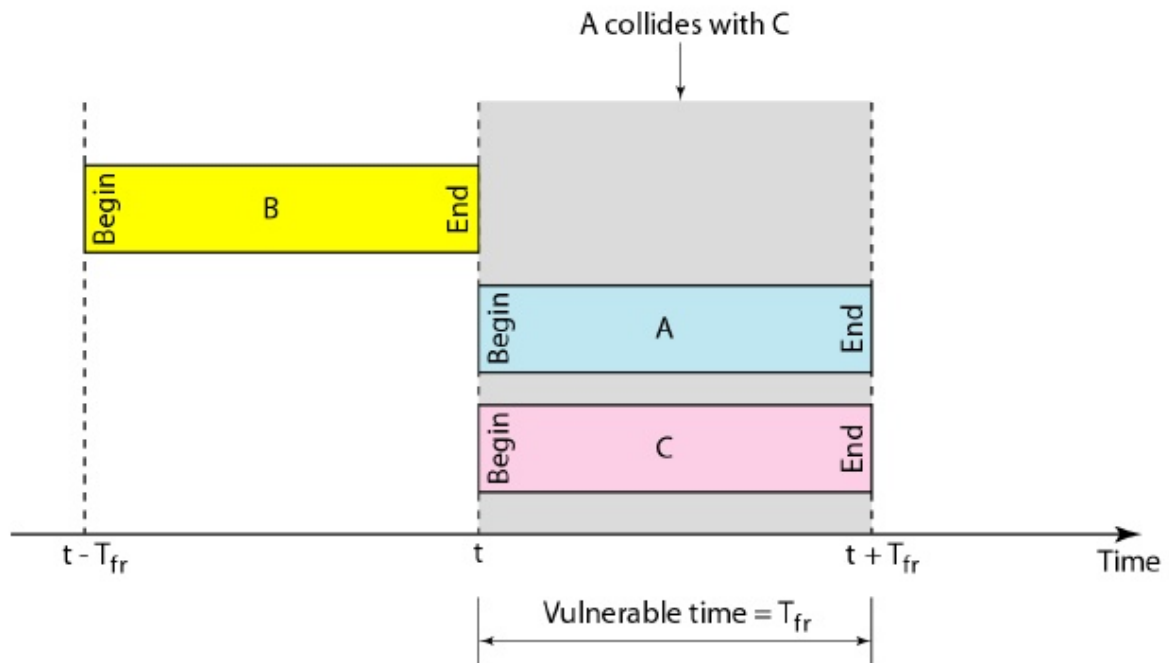 A collides with C
Begin B End
Begin A End
Begin C End
t - Tfr t t + Tfr
Time
Vulnerable time = Tfr